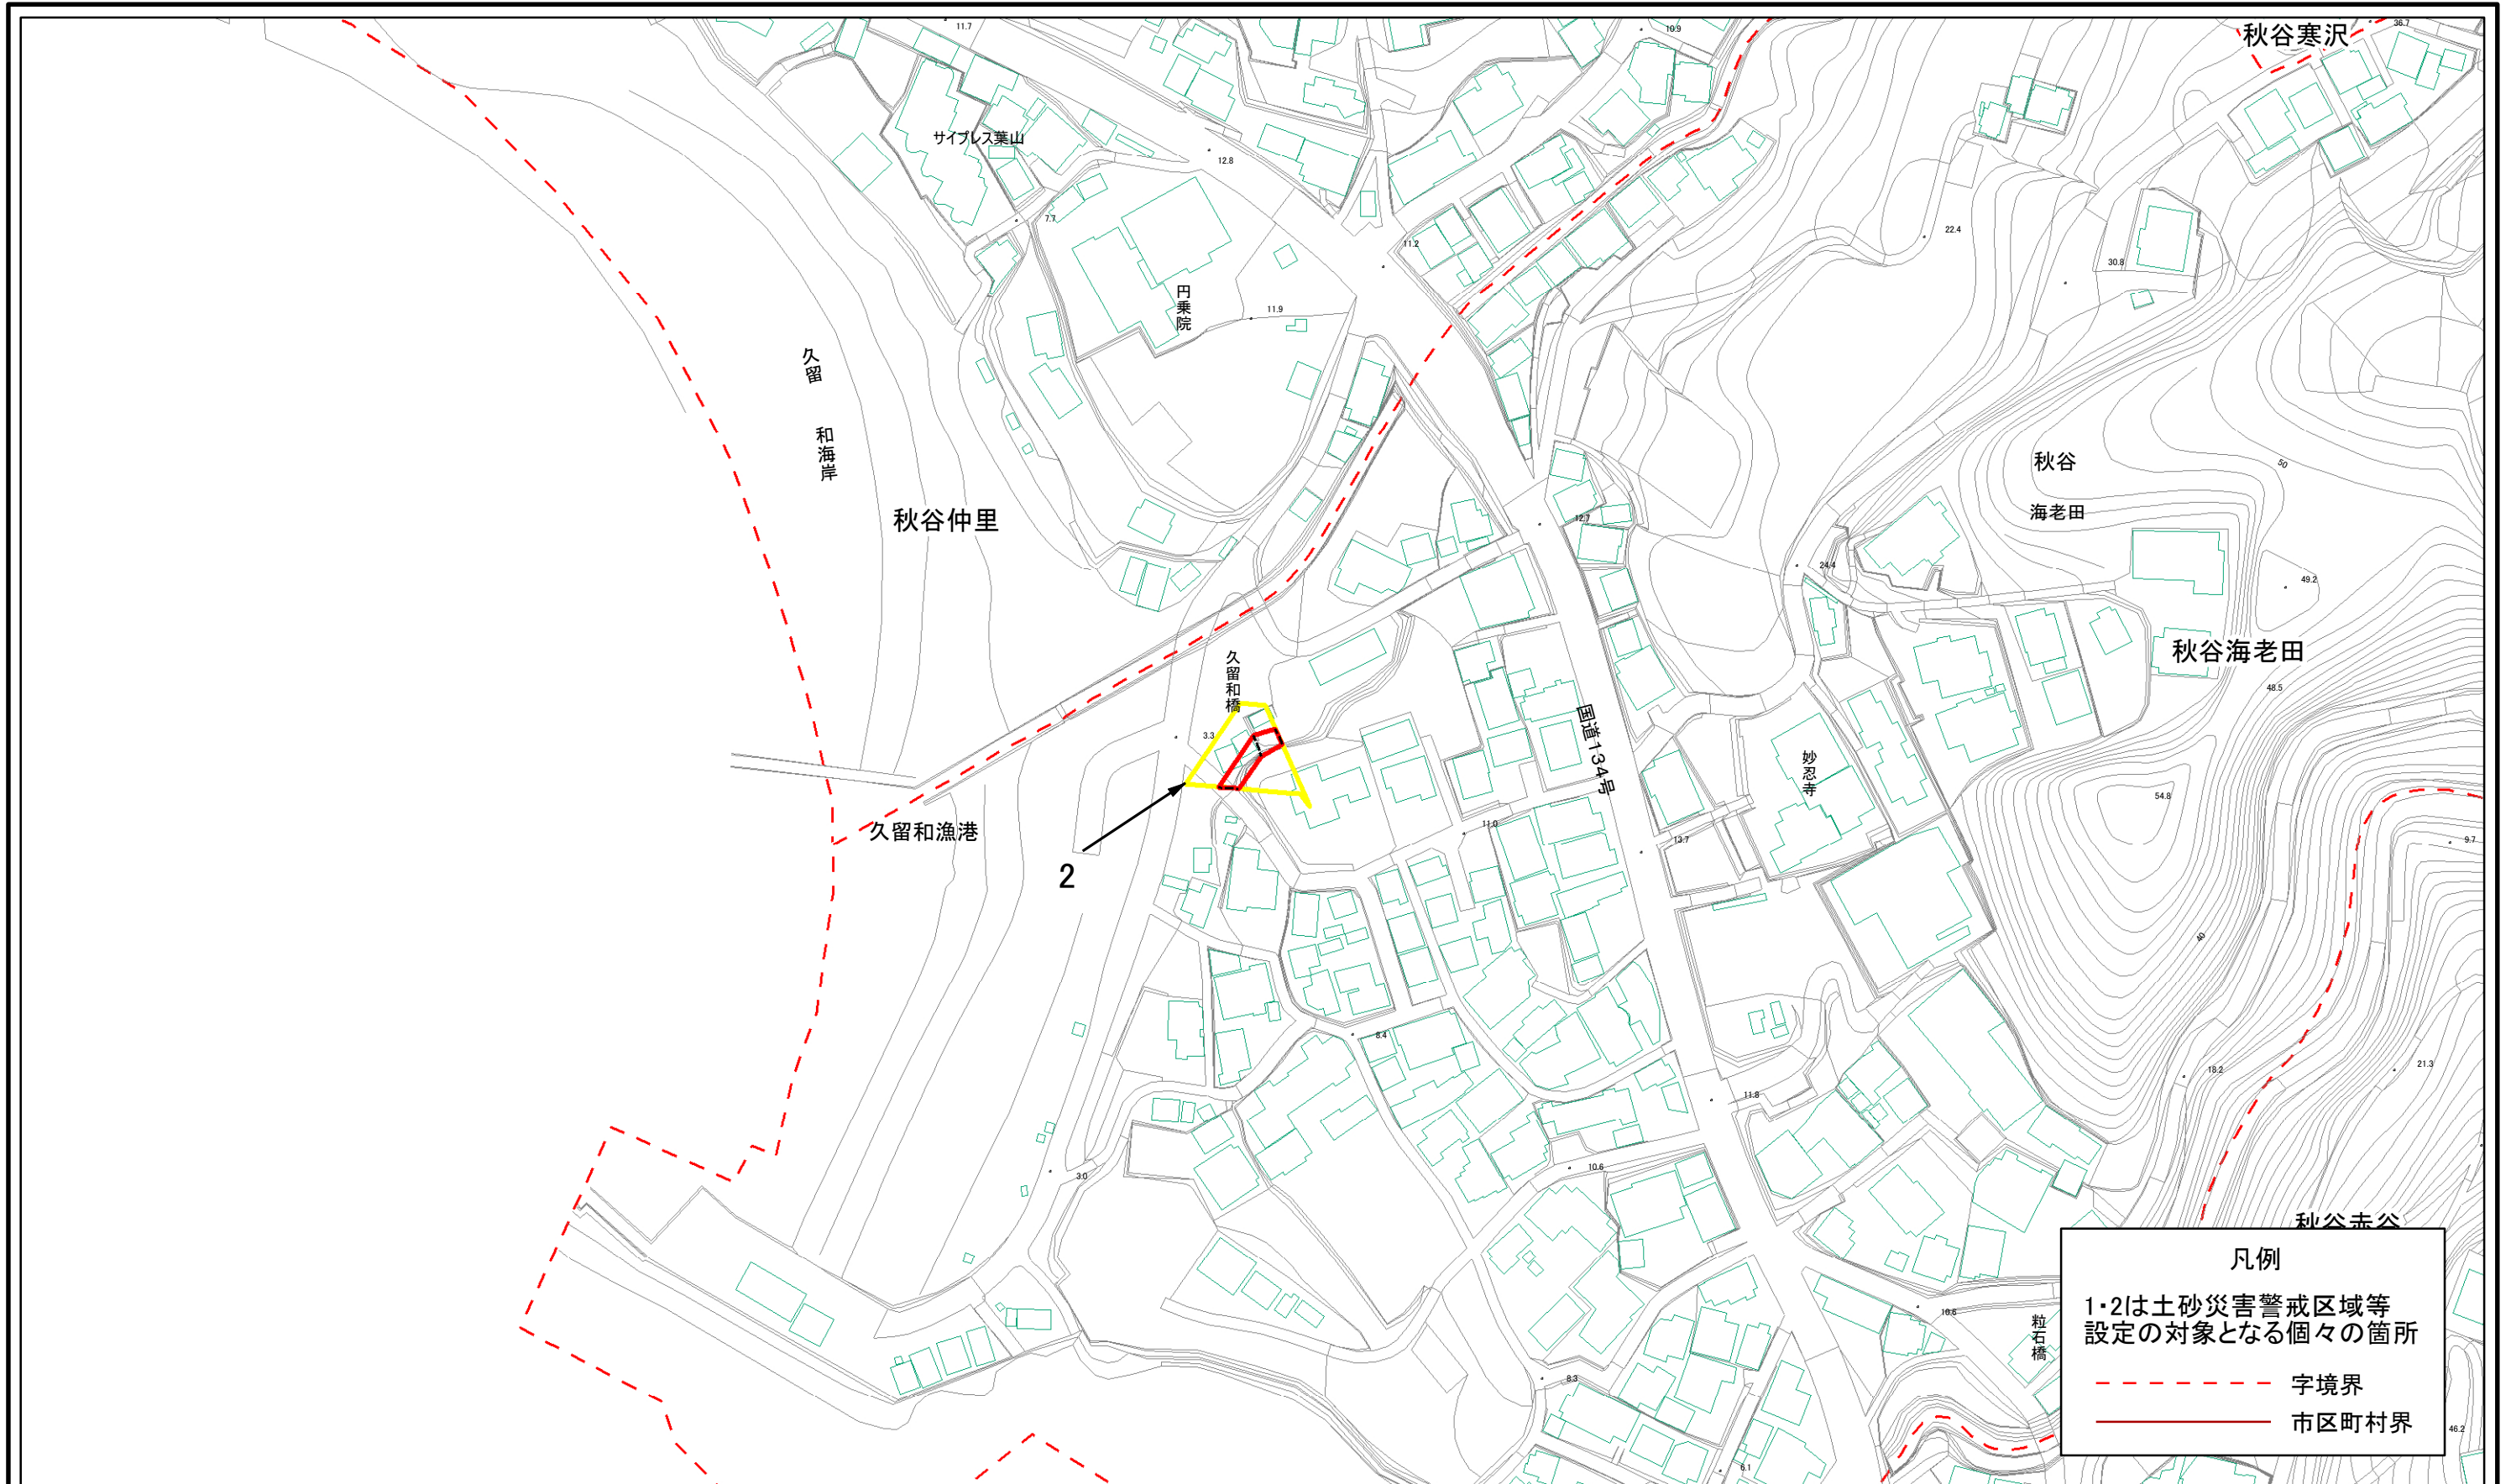 秋谷寒沢
36.7
11.7
10.9
サイプレス葉山
12.8
7.7
11.2
22.4
30.8
円乗院
11.9
久留和海岸
秋谷
50
秋谷仲里
海老田
12.7
24.4
49.2
久留和橋
秋谷海老田
48.5
3.3
国道134号
妙忍寺
54.8
久留和漁港
11.0
13.7
9.7
2
40
8.4
18.2
21.3
11.8
3.0
10.6
秋谷赤谷
凡例
1・2は土砂災害警戒区域等
設定の対象となる個々の箇所
字境界
市区町村界
10.6
粒石橋
8.3
46.2
6.1